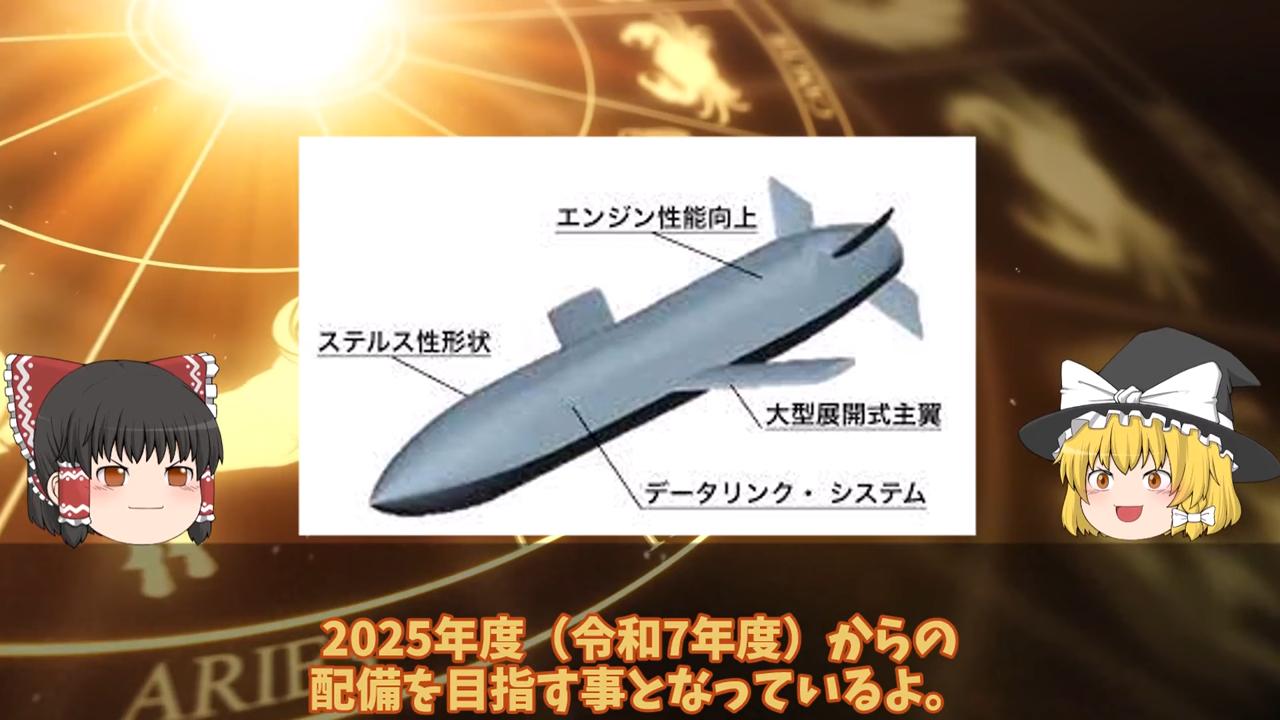 エンジン性能向上
ステルス性形状
大型展開式主翼
データリンク・ システム
2025年度（令和7年度）からの
配備を目指す事となっているよ。
ARIES